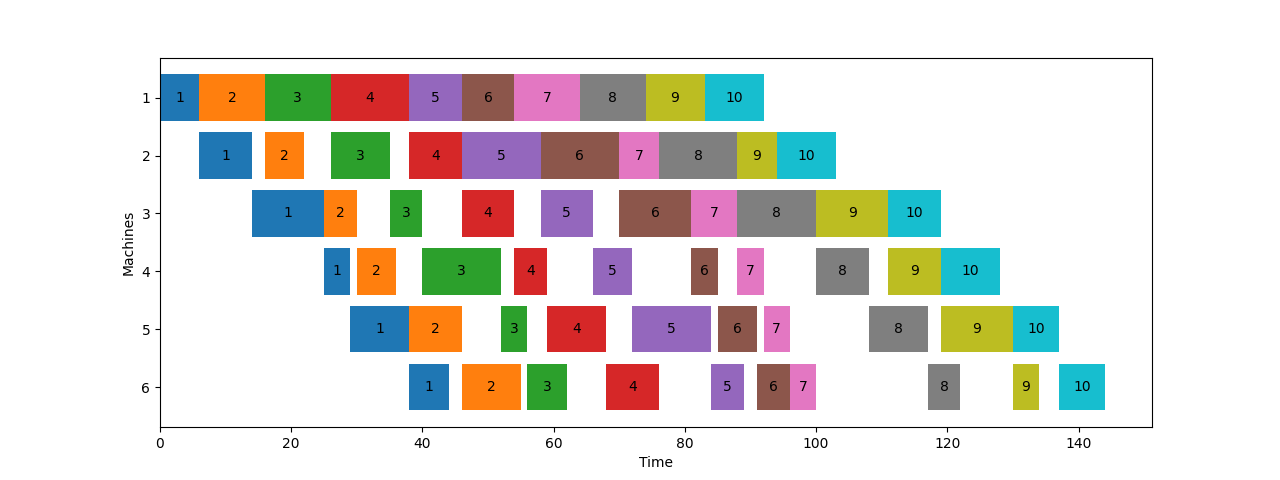 1 1 2 3 4 5 6 7 8 9 10
2 1 2 3 4 5 6 7 8 9 10
3 1 2 3 4 5 6 7 8 9 10
4 1 2 3 4 5 6 7 8 9 10
5 1 2 3 4 5 6 7 8 9 10
6 1 2 3 4 5 6 7 8 9 10
Machines
0 20 40 60 80 100 120 140
Time